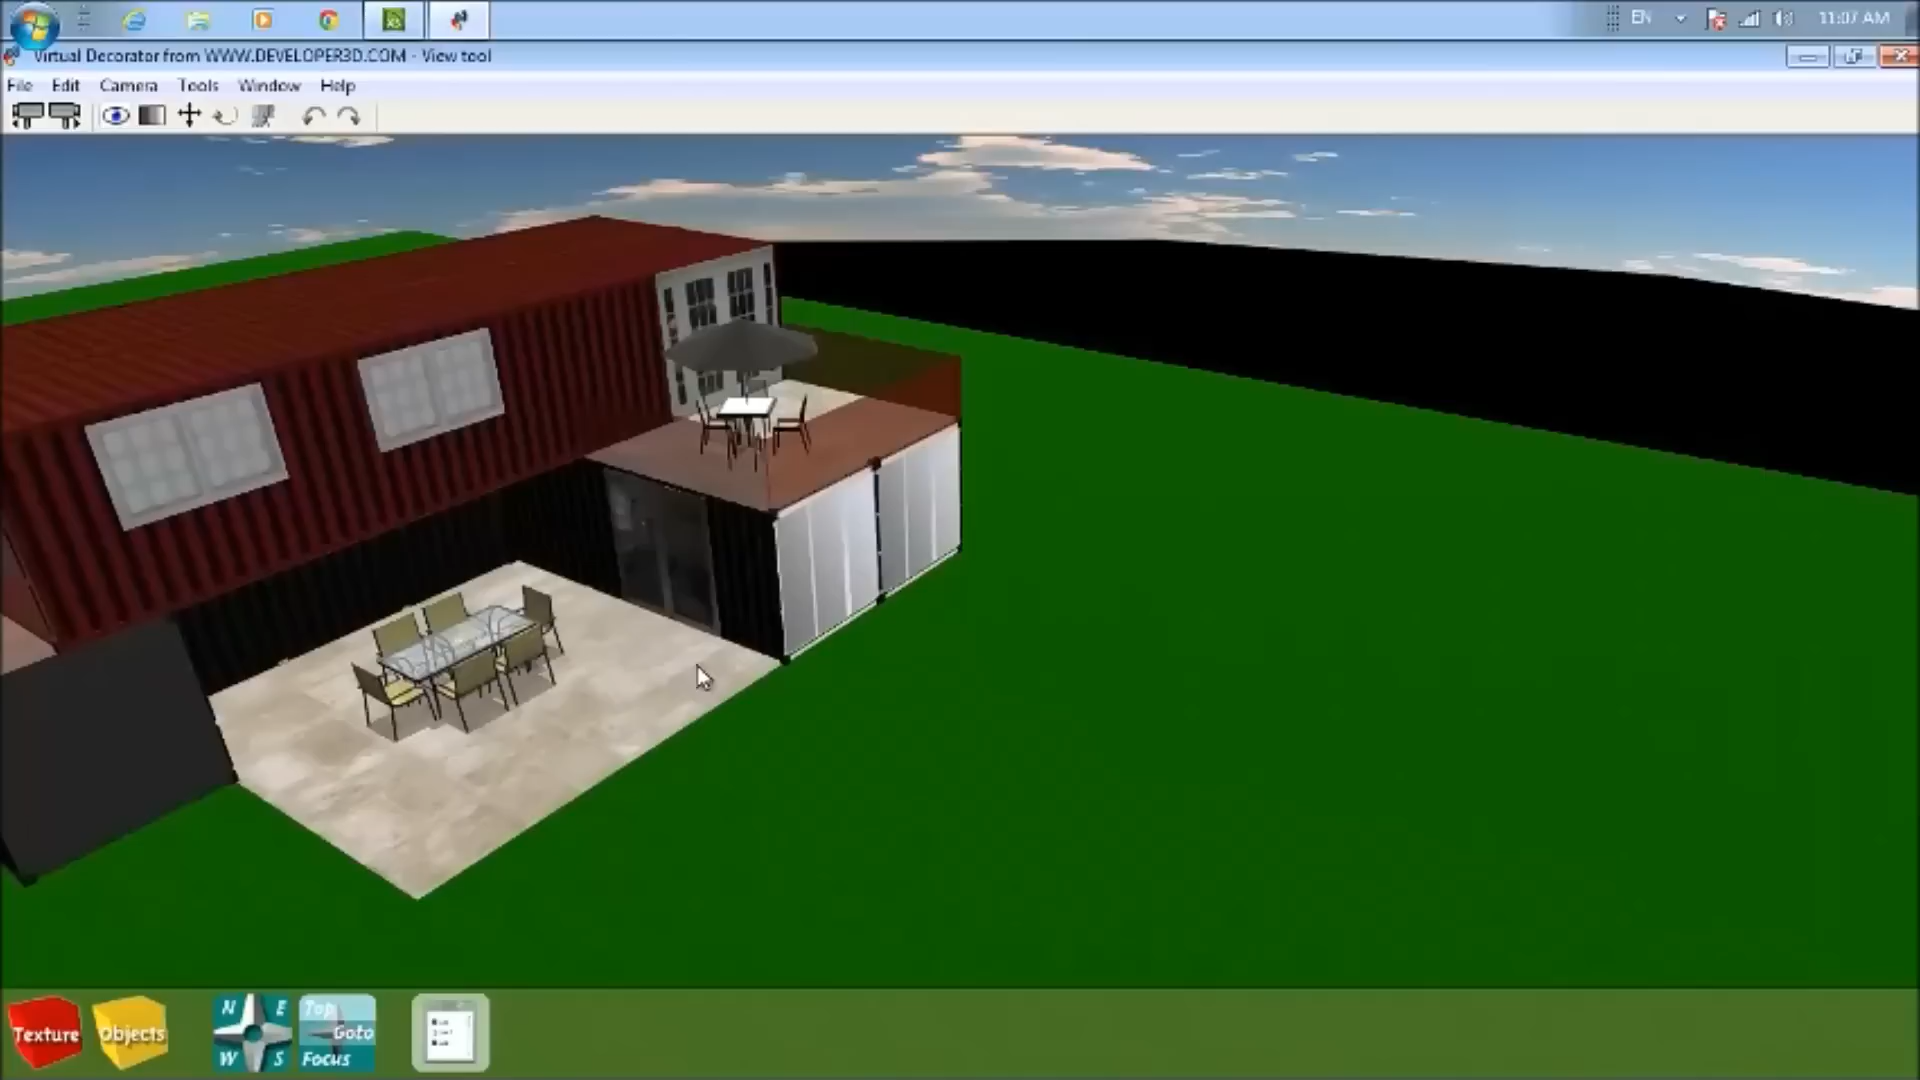 EN
11:07 AM
Virtual Decorator from WWW.DEVELOPER3D.COM - View tool
File Edit Camera Tools Window Help
Texture
Objects
N E
W S
Top
Goto
Focus